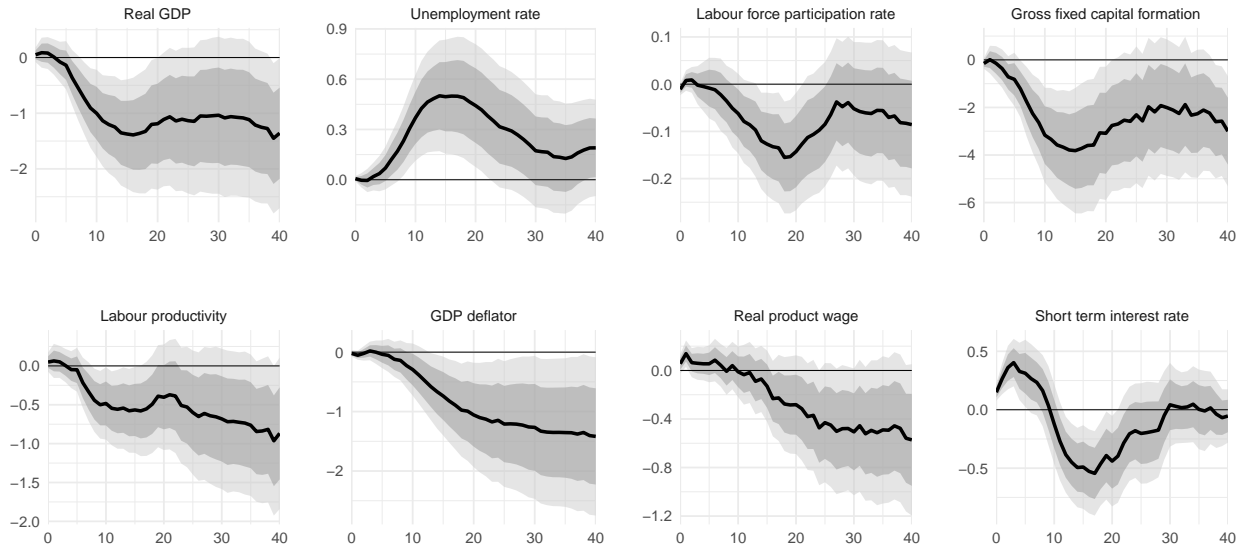 Real GDP
0
−1
−2
0 10 20 30 40
Unemployment rate
0.9
0.6
0.3
0.0
0 10 20 30 40
Labour force participation rate
0.1
0.0
−0.1
−0.2
0 10 20 30 40
Gross fixed capital formation
0
−2
−4
−6
0 10 20 30 40
Labour productivity
0.0
−0.5
−1.0
−1.5
−2.0
0 10 20 30 40
GDP deflator
0
−1
−2
0 10 20 30 40
Real product wage
0.0
−0.4
−0.8
−1.2
0 10 20 30 40
Short term interest rate
0.5
0.0
−0.5
0 10 20 30 40